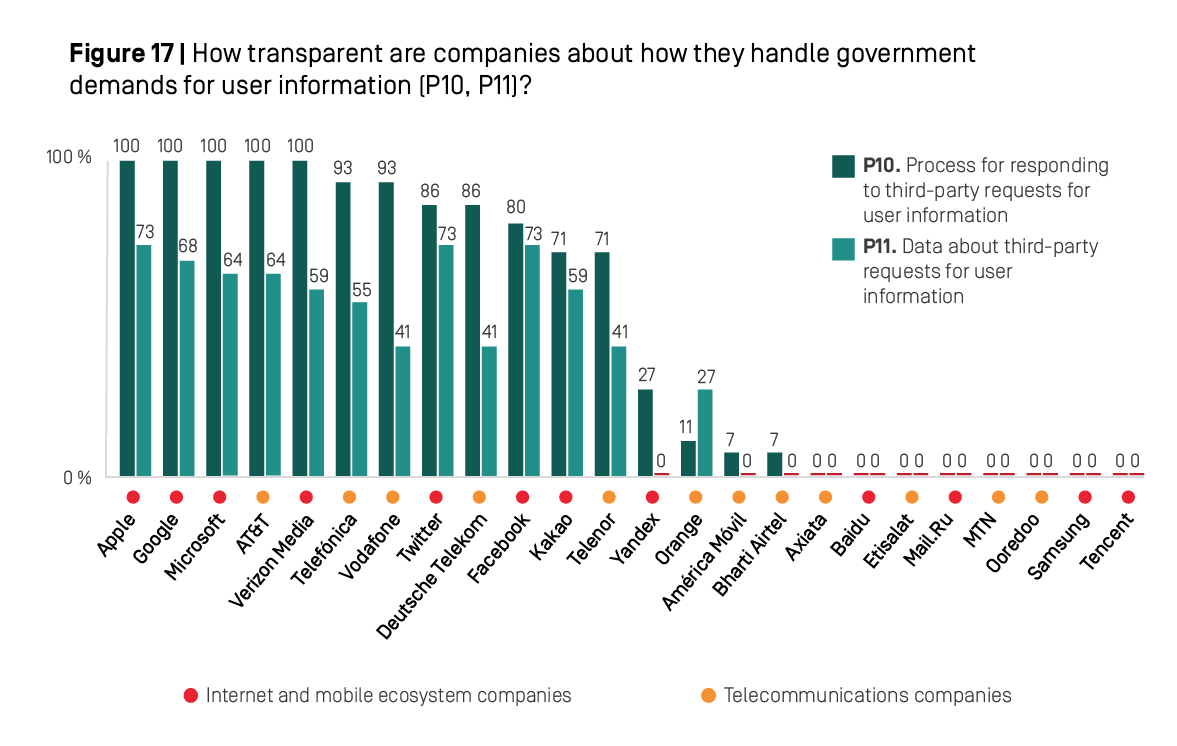 Figure 17 | How transparent are companies about how they handle government
demands for user information (P10, P11)?
100 %
0 %
100
73
100
68
100
64
100
64
100
59
93
55
93
41
86
73
86
41
80
73
71
59
71
41
27
0
11
27
7
0
7
0
0 0
0 0
0 0
0 0
0 0
0 0
0 0
0 0
P10. Process for responding
to third-party requests for
user information
P11. Data about third-party
requests for user
information
Apple
Google
Microsoft
AT&T
Verizon Media
Telefónica
Vodafone
Twitter
Deutsche Telekom
Facebook
Kakao
Telenor
Yandex
Orange
América Móvil
Bharti Airtel
Axiata
Baidu
Etisalat
Mail.Ru
MTN
Ooredoo
Samsung
Tencent
Internet and mobile ecosystem companies
Telecommunications companies